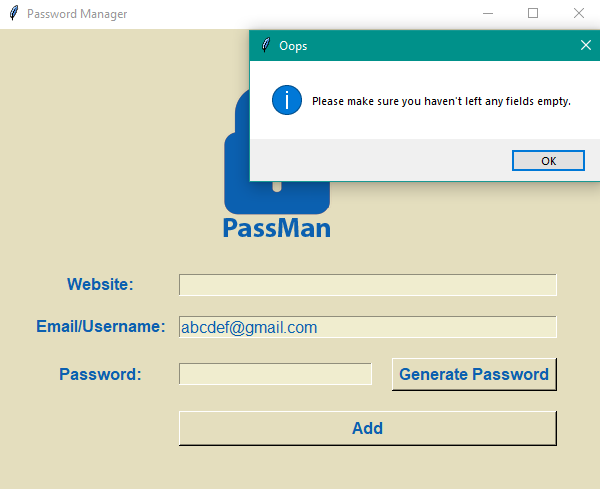 Password Manager
Oops
Please make sure you haven't left any fields empty.
OK
PassMan
Website:
Email/Username: abcdef@gmail.com
Password: Generate Password
Add